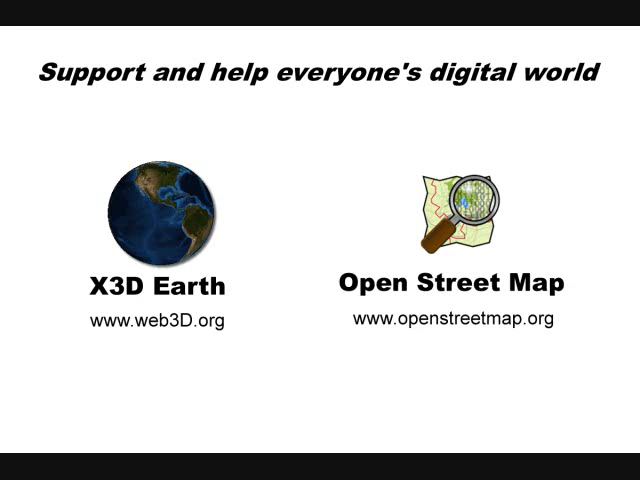 Support and help everyone's digital world
X3D Earth
www.web3D.org
Open Street Map
www.openstreetmap.org